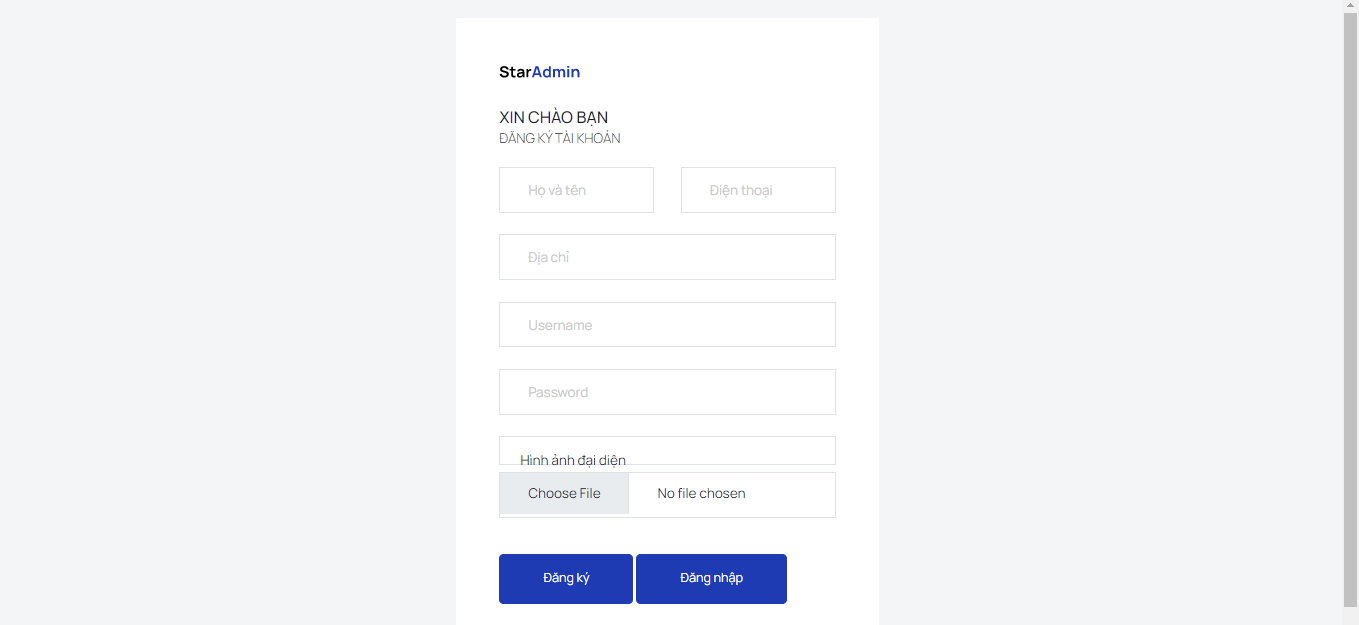 StarAdmin
XIN CHÀO BẠN
ĐĂNG KÝ TÀI KHOẢN
Họ và tên Điện thoại
Địa chỉ
Username
Password
Hình ảnh đại diện
Choose File No file chosen
Đăng ký Đăng nhập